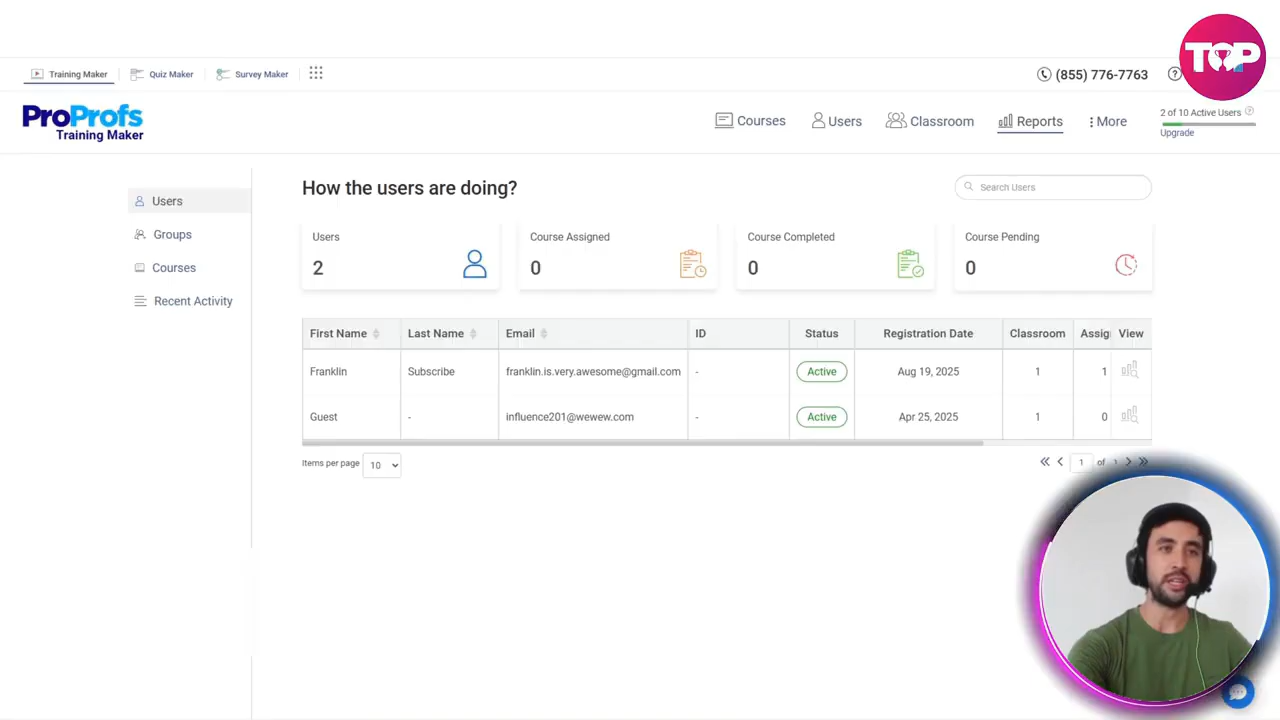 TOP
Training Maker
Quiz Maker
Survey Maker
(855) 776-7763
?
ProProfs
Training Maker
Courses
Users
Classroom
Reports
More
2 of 10 Active Users ?
Upgrade
Users
Groups
Courses
Recent Activity
How the users are doing?
Search Users
Users
2
Course Assigned
0
Course Completed
0
Course Pending
0
First Name Last Name Email ID Status Registration Date Classroom Assig View
Franklin Subscribe franklin.is.very.awesome@gmail.com - Active Aug 19, 2025 1 1
Guest - influence201@wewew.com - Active Apr 25, 2025 1 0
Items per page 10
1 of 1